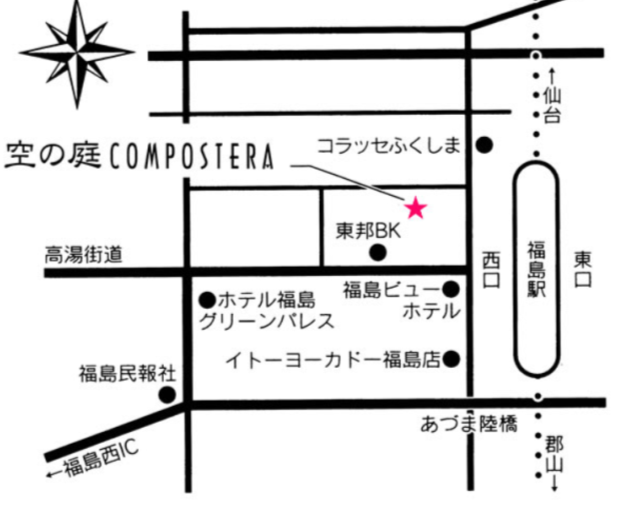 ↑仙台
コラッセふくしま
空の庭 COMPOSTERA
東邦BK
高湯街道
西口
福島駅
東口
福島ビュー
ホテル
ホテル福島
グリーンパレス
イトーヨーカドー福島店
福島民報社
あづま陸橋
←福島西IC
郡山↓